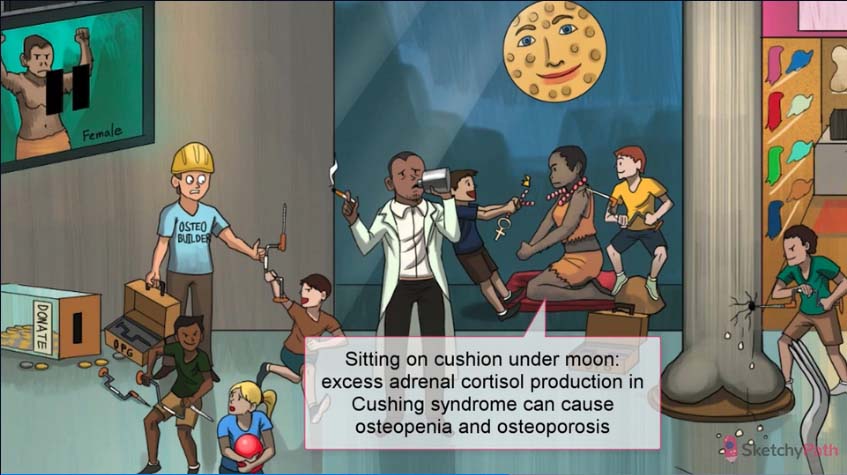 Female
OSTEO
BUILDER
DONATE
OPG
Sitting on cushion under moon:
excess adrenal cortisol production in
Cushing syndrome can cause
osteopenia and osteoporosis
SketchyPath